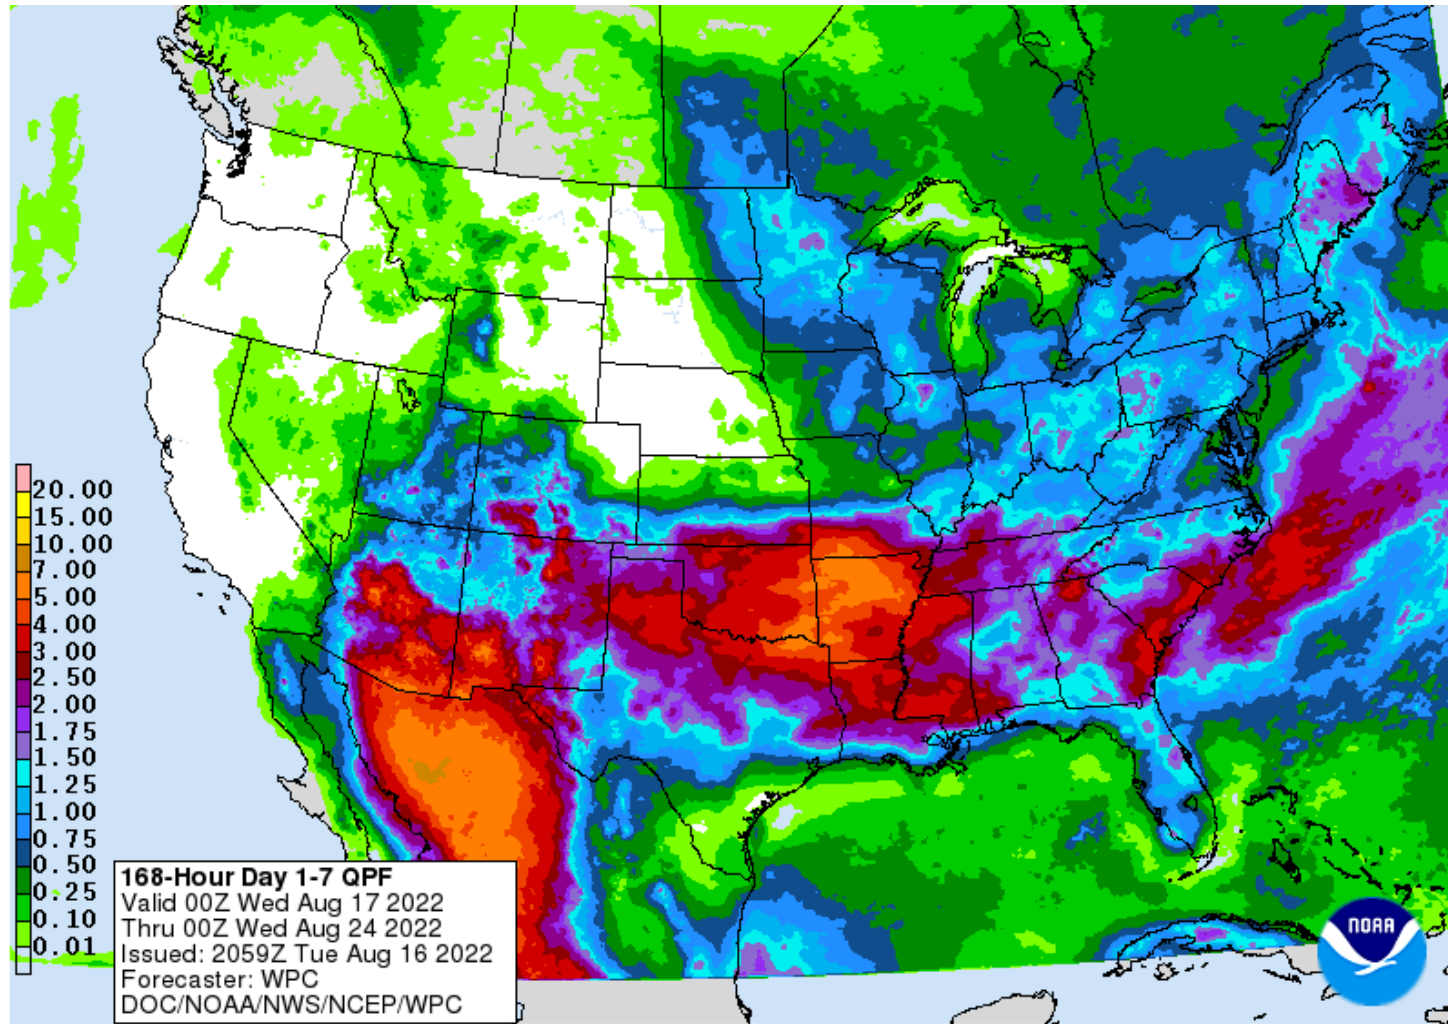 20.00
15.00
10.00
7.00
5.00
4.00
3.00
2.50
2.00
1.75
1.50
1.25
1.00
0.75
0.50
0.25
0.10
0.01
168-Hour Day 1-7 QPF
Valid 00Z Wed Aug 17 2022
Thru 00Z Wed Aug 24 2022
Issued: 2059Z Tue Aug 16 2022
Forecaster: WPC
DOC/NOAA/NWS/NCEP/WPC
NOAA